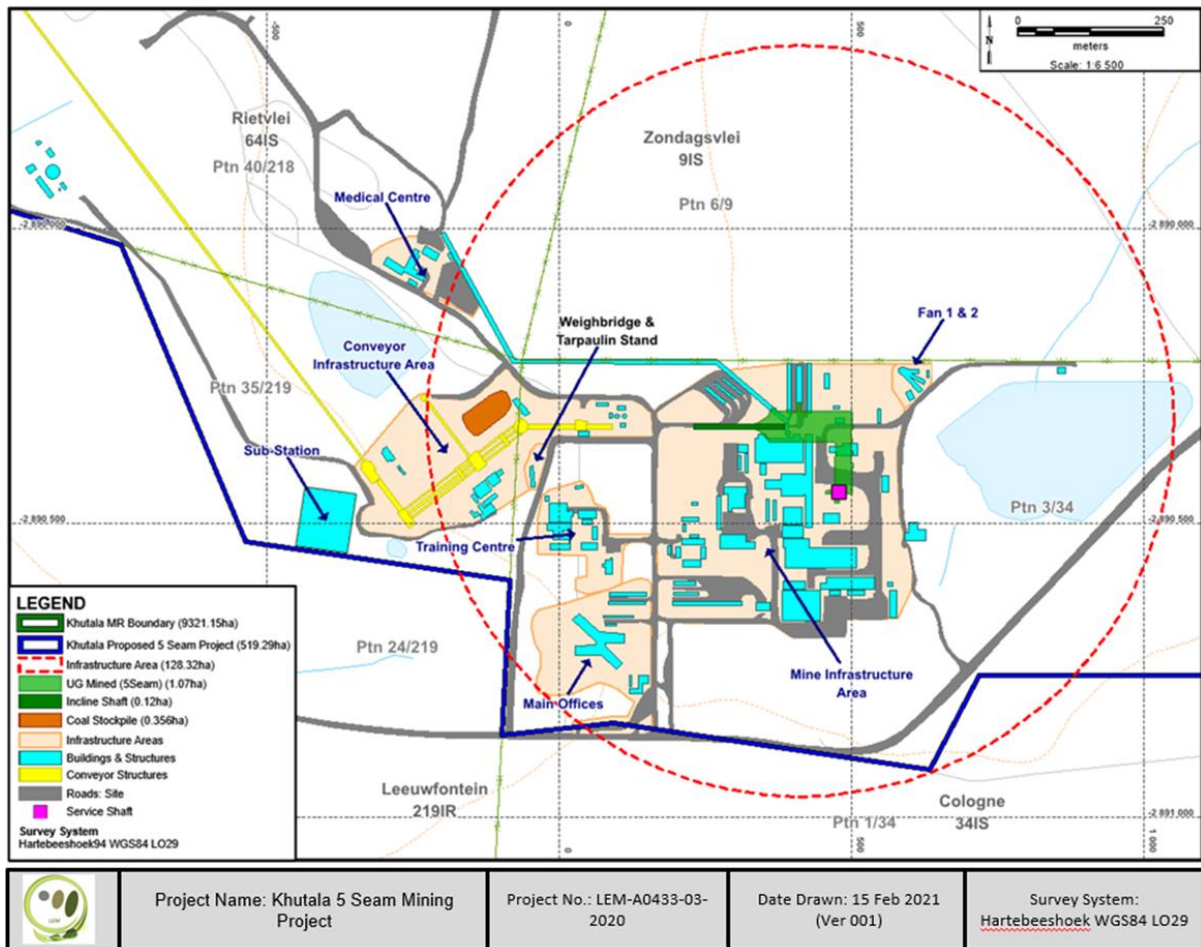 -500
0
500
0
250
N
meters
Scale: 1:6 500
Rietvlei
64IS
Ptn 40/218
Zondagsvlei
9IS
Ptn 6/9
Medical Centre
-2 890 000
-2 890 000
Weighbridge &
Tarpaulin Stand
Fan 1 & 2
Conveyor
Infrastructure Area
Ptn 35/219
Sub-Station
-2 890 500
-2 890 500
Ptn 3/34
Training Centre
Ptn 24/219
Mine Infrastructure
Area
Main Offices
Leeuwfontein
219IR
Cologne
34IS
Ptn 1/34
-2 891 000
0
500
1 000
LEGEND
Khutala MR Boundary (9321.15ha)
Khutala Proposed 5 Seam Project (519.29ha)
Infrastructure Area (128.32ha)
UG Mined (5Seam) (1.07ha)
Incline Shaft (0.12ha)
Coal Stockpile (0.356ha)
Infrastructure Areas
Buildings & Structures
Conveyor Structures
Roads: Site
Service Shaft
Survey System
Hartebeeshoek94 WGS84 LO29
LEM
Project Name: Khutala 5 Seam Mining
Project
Project No.: LEM-A0433-03-
2020
Date Drawn: 15 Feb 2021
(Ver 001)
Survey System:
Hartebeeshoek WGS84 LO29